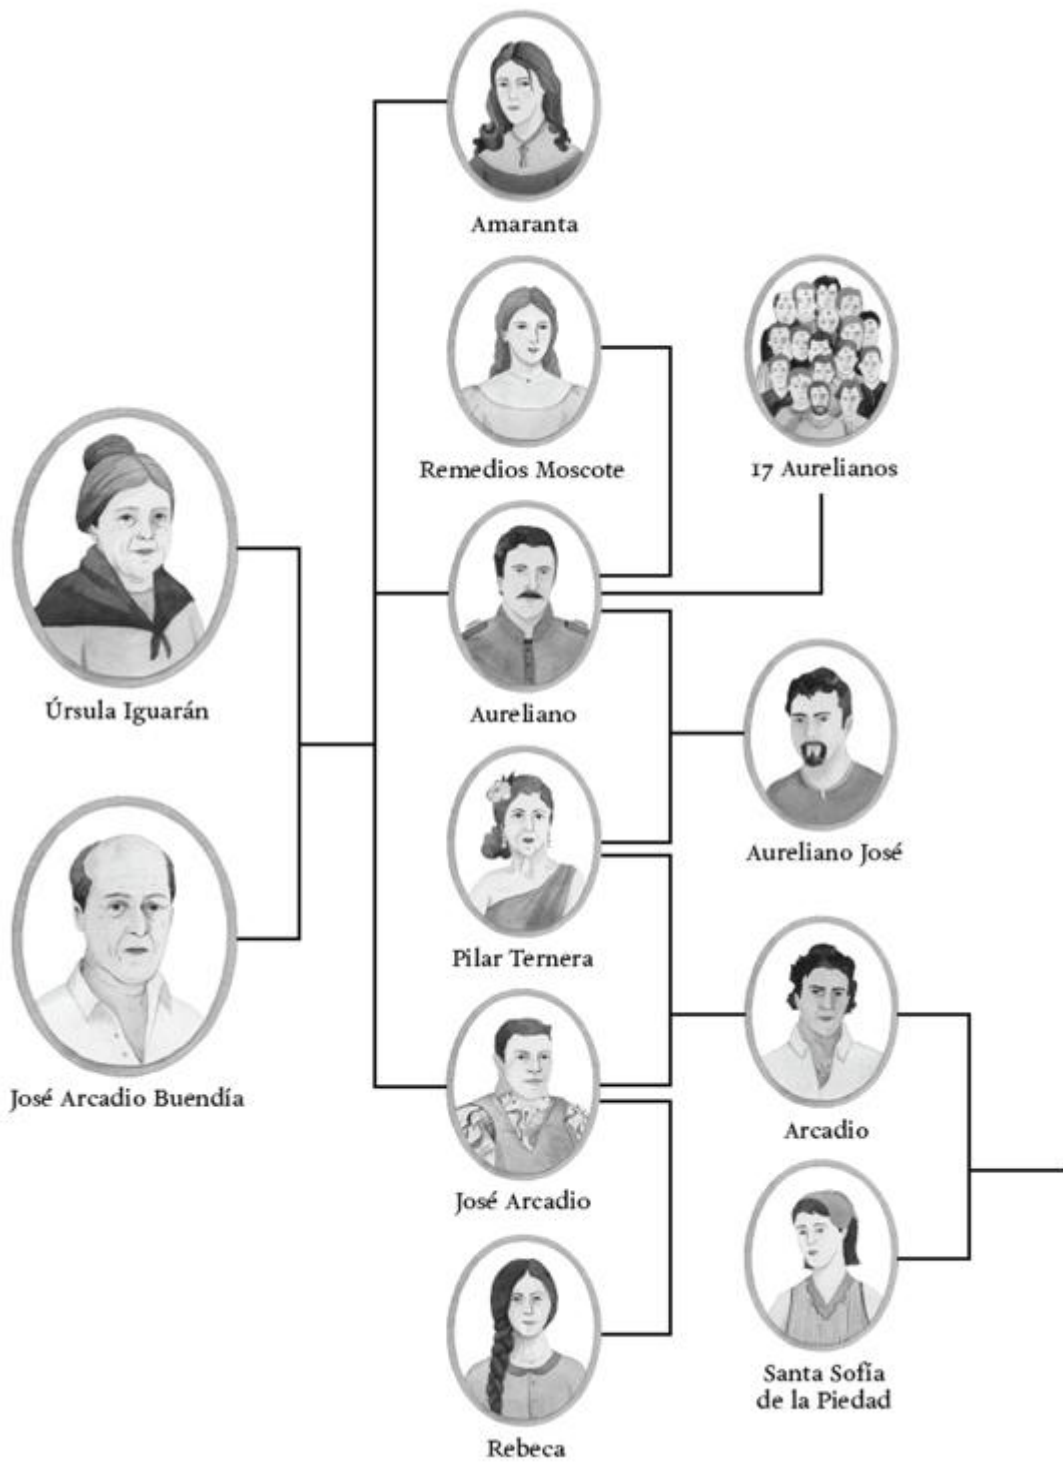 Amaranta
Remedios Moscote
17 Aurelianos
Úrsula Iguarán
Aureliano
Aureliano José
Pilar Ternera
José Arcadio Buendía
Arcadio
José Arcadio
Santa Sofía
de la Piedad
Rebeca